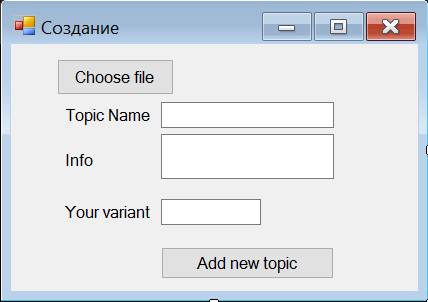 Создание
Choose file
Topic Name
Info
Your variant
Add new topic